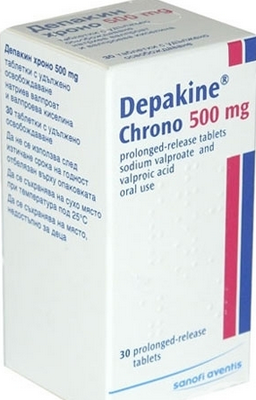 Депакин
хроно 500 mg
30 таблетки с удължено
освобождаване
Депакин хроно 500 mg
таблетки с удължено
освобождаване
натриев валпроат
и валпроева киселина
30 таблетки с удължено
освобождаване
Да не се използва след
изтичане срока на годност
отбелязан върху опаковката
Да се съхранява на сухо място
при температура под 25°C
Да се съхранява на място,
недостъпно за деца
Depakine®
Chrono 500 mg
prolonged-release tablets
sodium valproate and
valproic acid
oral use
30 prolonged-release
tablets
sanofi aventis